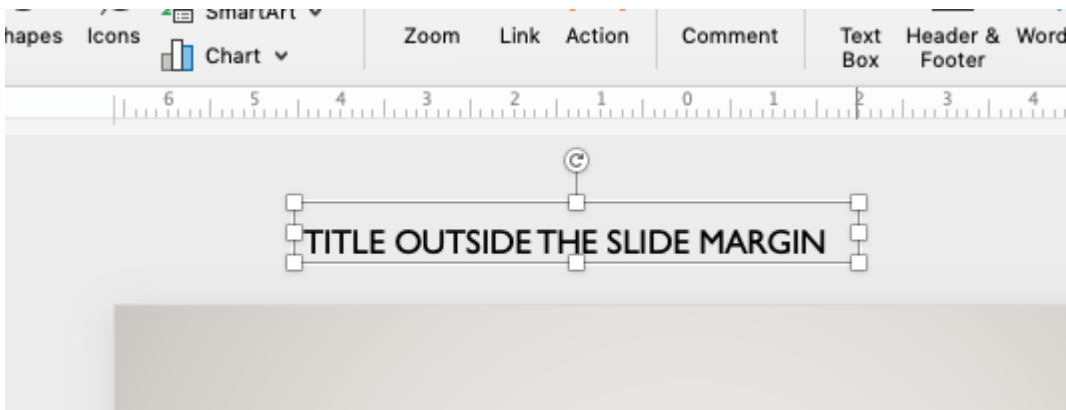 SmartArt
hapes Icons Chart Zoom Link Action Comment Text Box Header & Footer Word
6 5 4 3 2 1 0 1 2 3 4
TITLE OUTSIDE THE SLIDE MARGIN